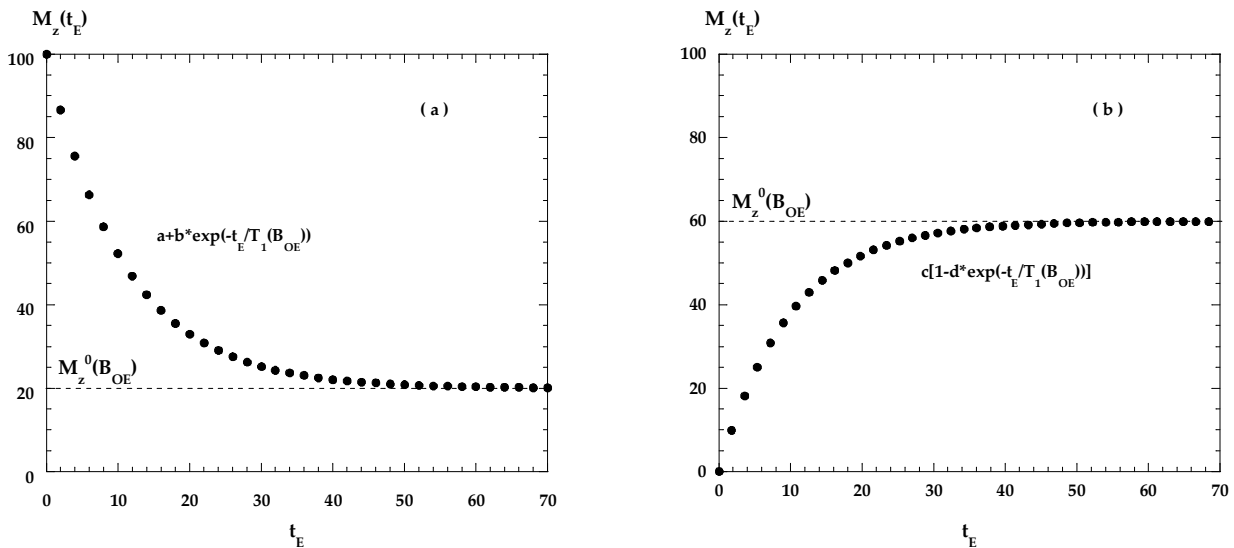 M_z(t_E)
( a )
100
80
60
40
20
0
a+b*exp(-t_E/T_1(B_OE))
M_z^0(B_OE)
0 10 20 30 40 50 60 70
t_E
M_z(t_E)
( b )
100
80
60
40
20
0
M_z^0(B_OE)
c[1-d*exp(-t_E/T_1(B_OE))]
0 10 20 30 40 50 60 70
t_E